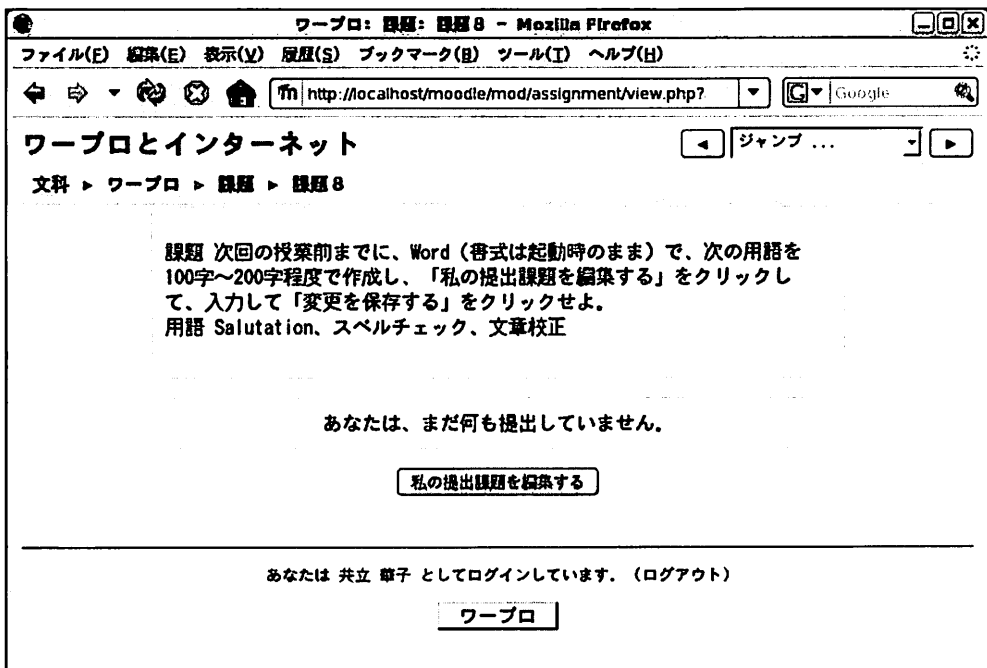 ワープロ: 課題: 課題8 - Mozilla Firefox
ファイル(F) 編集(E) 表示(V) 履歴(S) ブックマーク(B) ツール(T) ヘルプ(H)
http://localhost/moodle/mod/assignment/view.php?
Google
ワープロとインターネット
ジャンプ ...
文科 ► ワープロ ► 課題 ► 課題8
課題 次回の授業前までに、Word（書式は起動時のまま）で、次の用語を
100字～200字程度で作成し、「私の提出課題を編集する」をクリックし
て、入力して「変更を保存する」をクリックせよ。
用語 Salutation、スペルチェック、文章校正
あなたは、まだ何も提出していません。
私の提出課題を編集する
あなたは 共立 華子 としてログインしています. (ログアウト)
ワープロ